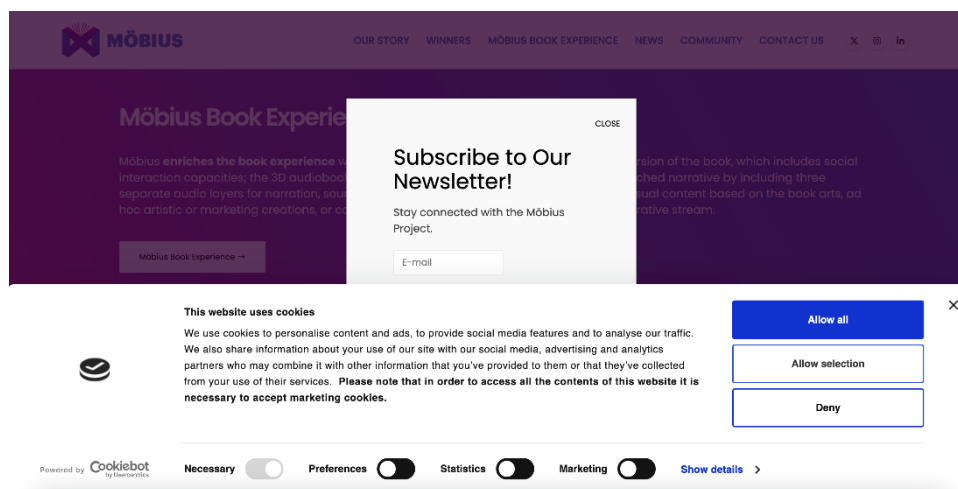 MÖBIUS
OUR STORY WINNERS MÖBIUS BOOK EXPERIENCE NEWS COMMUNITY CONTACT US
Möbius Book Experie
Möbius enriches the book experience w rsion of the book, which includes social
interaction capacities; the 3D audiobook ched narrative by including three
separate audio layers for narration, soun sual content based on the book arts, ad
hoc artistic or marketing creations, or co rative stream.
Möbius Book Experience →
CLOSE
Subscribe to Our
Newsletter!
Stay connected with the Möbius
Project.
E-mail
This website uses cookies
We use cookies to personalise content and ads, to provide social media features and to analyse our traffic.
We also share information about your use of our site with our social media, advertising and analytics
partners who may combine it with other information that you've provided to them or that they've collected
from your use of their services. Please note that in order to access all the contents of this website it is
necessary to accept marketing cookies.
Allow all
Allow selection
Deny
Powered by Cookiebot
by Usercentrics
Necessary Preferences Statistics Marketing Show details